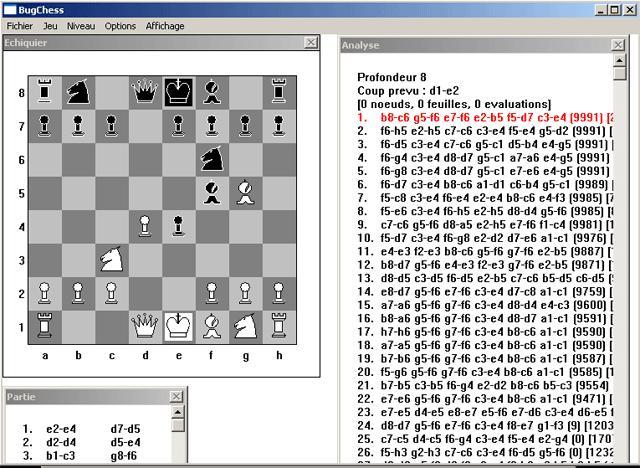 BugChess
Fichier Jeu Niveau Options Affichage
Echiquier
8
7
6
5
4
3
2
1
a b c d e f g h
Partie
1. e2-e4 d7-d5
2. d2-d4 d5-e4
3. b1-c3 g8-f6
Analyse
Profondeur 8
Coup prevu : d1-e2
[0 noeuds, 0 feuilles, 0 evaluations]
1. b8-c6 g5-f6 e7-f6 e2-b5 f5-d7 c3-e4 (9991) [2
2. f6-h5 e2-h5 c7-c6 c3-e4 f5-e4 g5-d2 (9991) [
3. f6-d5 c3-e4 c7-c6 g5-c1 d5-b4 e4-g5 (9991) [
4. f6-g4 c3-e4 d8-d7 g5-c1 a7-a6 e4-g5 (9991) [
5. f6-g8 c3-e4 d8-d7 g5-c1 e7-e6 e4-g5 (9991) [
6. f6-d7 c3-e4 b8-c6 a1-d1 c6-b4 g5-c1 (9989) [
7. f5-c8 c3-e4 f6-e4 e2-e4 b8-c6 e4-f3 (9985) [7
8. f5-e6 c3-e4 f6-h5 e2-h5 d8-d4 g5-f6 (9985) [
9. c7-c6 g5-f6 d8-a5 e2-h5 e7-f6 f1-c4 (9981) [
10. f5-d7 c3-e4 f6-g8 e2-d2 d7-e6 a1-c1 (9976) [
11. e4-e3 f2-e3 b8-c6 g5-f6 g7-f6 e2-b5 (9887) [
12. b8-d7 g5-f6 e4-e3 f2-e3 g7-f6 e2-b5 (9871) [
13. d8-d5 c3-d5 f6-d5 e2-b5 c7-c6 b5-d5 c6-d5 (
14. e8-d7 g5-f6 e7-f6 c3-e4 d7-c8 a1-c1 (9759) [
15. a7-a6 g5-f6 g7-f6 c3-e4 d8-d4 e4-c3 (9600) [
16. d8-d7 g5-f6 g7-f6 c3-e4 b8-c6 a1-c1 (9591) [
17. h7-h6 g5-f6 g7-f6 c3-e4 b8-c6 a1-c1 (9590) [
18. a7-a5 g5-f6 g7-f6 c3-e4 b8-c6 a1-c1 (9590) [
19. b7-b6 g5-f6 g7-f6 c3-e4 b8-c6 a1-c1 (9587) [
20. f5-g6 g5-f6 g7-f6 c3-e4 b8-c6 a1-c1 (9585) [1
21. b7-b5 c3-b5 f6-g4 e2-d2 b8-c6 b5-c3 (9554)
22. e7-e6 g5-f6 g7-f6 c3-e4 b8-c6 a1-c1 (9471) [
23. e7-e5 d4-e5 e8-e7 e5-f6 e7-d6 c3-e4 d6-e5 f
24. d8-d7 g5-f6 e7-f6 c3-e4 f8-e7 g1-f3 (9) [1203
25. c7-c5 d4-c5 f6-g4 c3-e4 f5-e4 e2-g4 (0) [170
26. f5-h3 g2-h3 c7-c6 c3-e4 f6-d5 g5-f6 (0) [1232